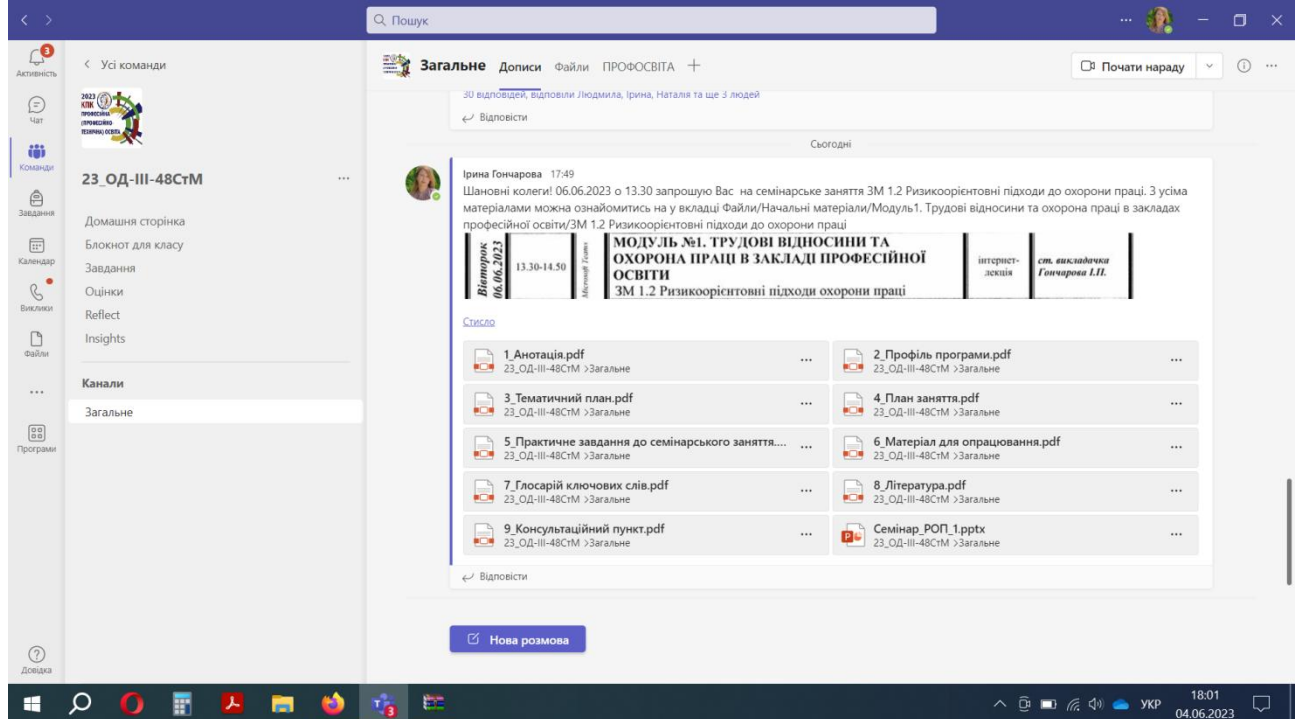 Пошук
Активність
3
Чат
Команди
Завдання
Календар
Виклики
Файли
Програми
Довідка
Усі команди
2023
КПК
ПРОФЕСІЙНА
(ПРОФЕСІЙНО-
ТЕХНІЧНА) ОСВІТА
23_ОД-ІІІ-48СтМ
Домашня сторінка
Блокнот для класу
Завдання
Оцінки
Reflect
Insights
Канали
Загальне
Загальне Дописи Файли ПРОФОСВІТА
Почати нараду
30 відповідей, відповіли Людмила, Ірина, Наталія та ще 3 людей
Відповісти
Сьогодні
Ірина Гончарова 17:49
Шановні колеги! 06.06.2023 о 13.30 запрошую Вас на семінарське заняття ЗМ 1.2 Ризикоорієнтовні підходи до охорони праці. З усіма
матеріалами можна ознайомитись на у вкладці Файли/Начальні матеріали/Модуль1. Трудові відносини та охорона праці в закладах
професійної освіти/ЗМ 1.2 Ризикоорієнтовні підходи до охорони праці
Вівторок
06.06.2023
13.30-14.50
Microsoft Teams
МОДУЛЬ №1. ТРУДОВІ ВІДНОСИНИ ТА
ОХОРОНА ПРАЦІ В ЗАКЛАДІ ПРОФЕСІЙНОЇ
ОСВІТИ
ЗМ 1.2 Ризикоорієнтовні підходи охорони праці
інтернет-
лекція
ст. викладачка
Гончарова І.П.
Стисло
1_Анотація.pdf
23_ОД-ІІІ-48СтМ >Загальне
2_Профіль програми.pdf
23_ОД-ІІІ-48СтМ >Загальне
3_Тематичний план.pdf
23_ОД-ІІІ-48СтМ >Загальне
4_План заняття.pdf
23_ОД-ІІІ-48СтМ >Загальне
5_Практичне завдання до семінарського заняття....
23_ОД-ІІІ-48СтМ >Загальне
6_Матеріал для опрацювання.pdf
23_ОД-ІІІ-48СтМ >Загальне
7_Глосарій ключових слів.pdf
23_ОД-ІІІ-48СтМ >Загальне
8_Література.pdf
23_ОД-ІІІ-48СтМ >Загальне
9_Консультаційний пункт.pdf
23_ОД-ІІІ-48СтМ >Загальне
Семінар_РОП_1.pptx
23_ОД-ІІІ-48СтМ >Загальне
Відповісти
Нова розмова
3
УКР
18:01
04.06.2023